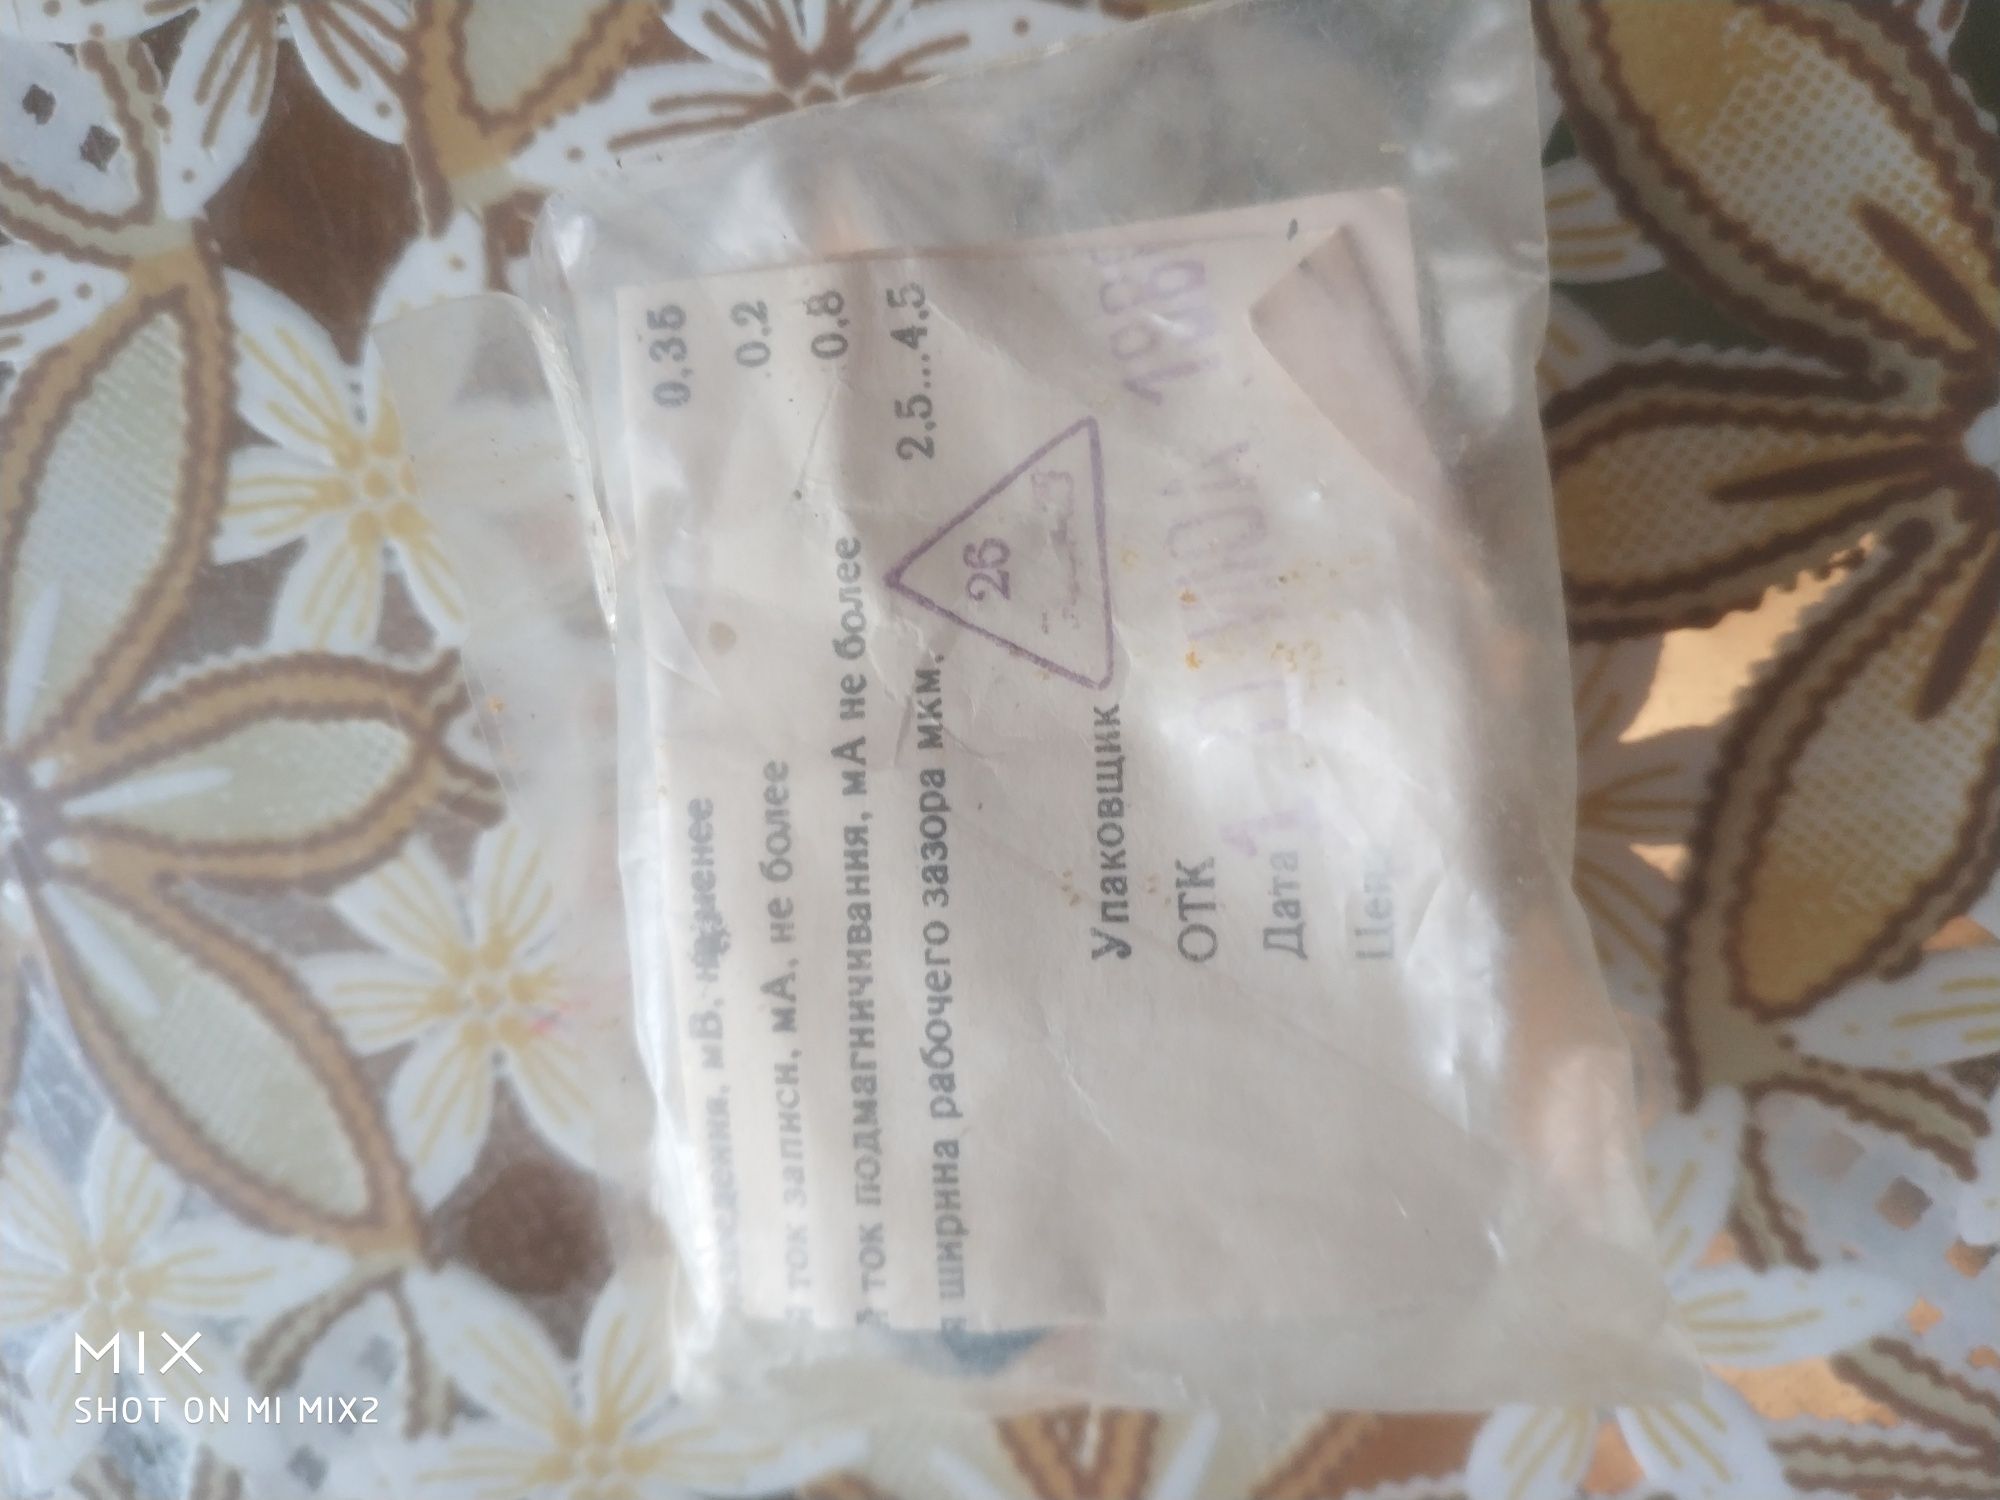 мВ, не менее 0,35
ток записи, мА, не более 0,2
ток подмагничивания, мА не более 0,8
ширина рабочего зазора мкм, 2,5...4,5
26
Упаковщик
ОТК
Дата
MIX
SHOT ON MI MIX2